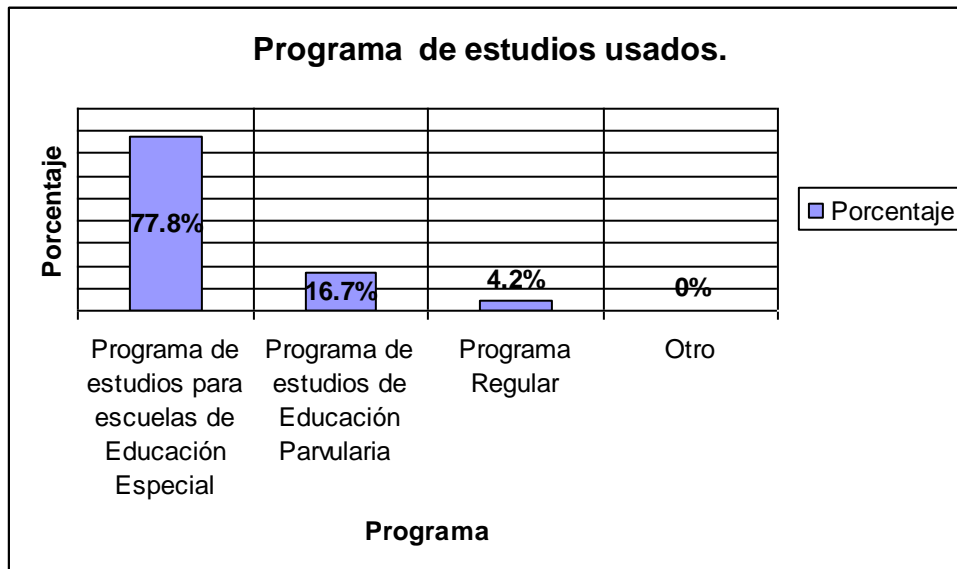 Programa  de estudios usados.
Porcentaje
77.8%
16.7%
4.2%
0%
Porcentaje
Programa de
estudios para
escuelas de
Educación
Especial
Programa de
estudios de
Educación
Parvularia
Programa
Regular
Otro
Programa